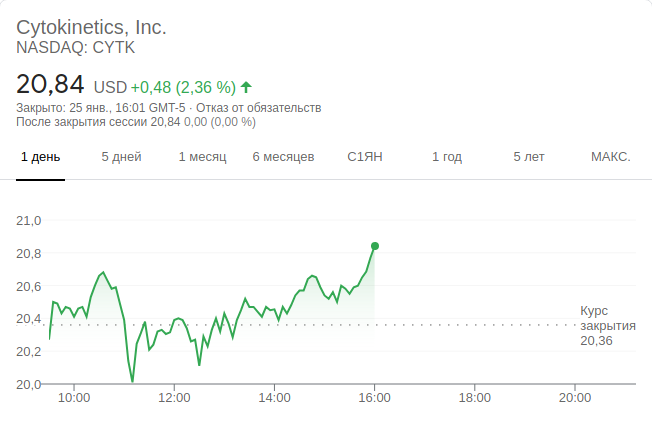 Cytokinetics, Inc.
NASDAQ: CYTK
20,84 USD +0,48 (2,36 %)
Закрыто: 25 янв., 16:01 GMT-5 · Отказ от обязательств
После закрытия сессии 20,84 0,00 (0,00 %)
1 день 5 дней 1 месяц 6 месяцев С1ЯН 1 год 5 лет МАКС.
21,0
20,8
20,6
20,4
20,2
20,0
Курс
закрытия
20,36
10:00 12:00 14:00 16:00 18:00 20:00